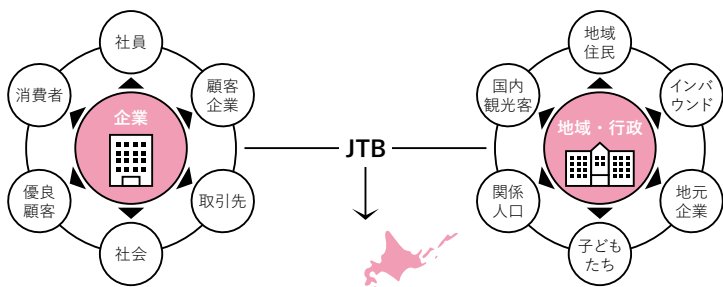 社員
顧客
企業
取引先
社会
優良
顧客
消費者
企業
JTB
地域
住民
インバ
ウンド
地元
企業
子ども
たち
関係
人口
国内
観光客
地域・行政